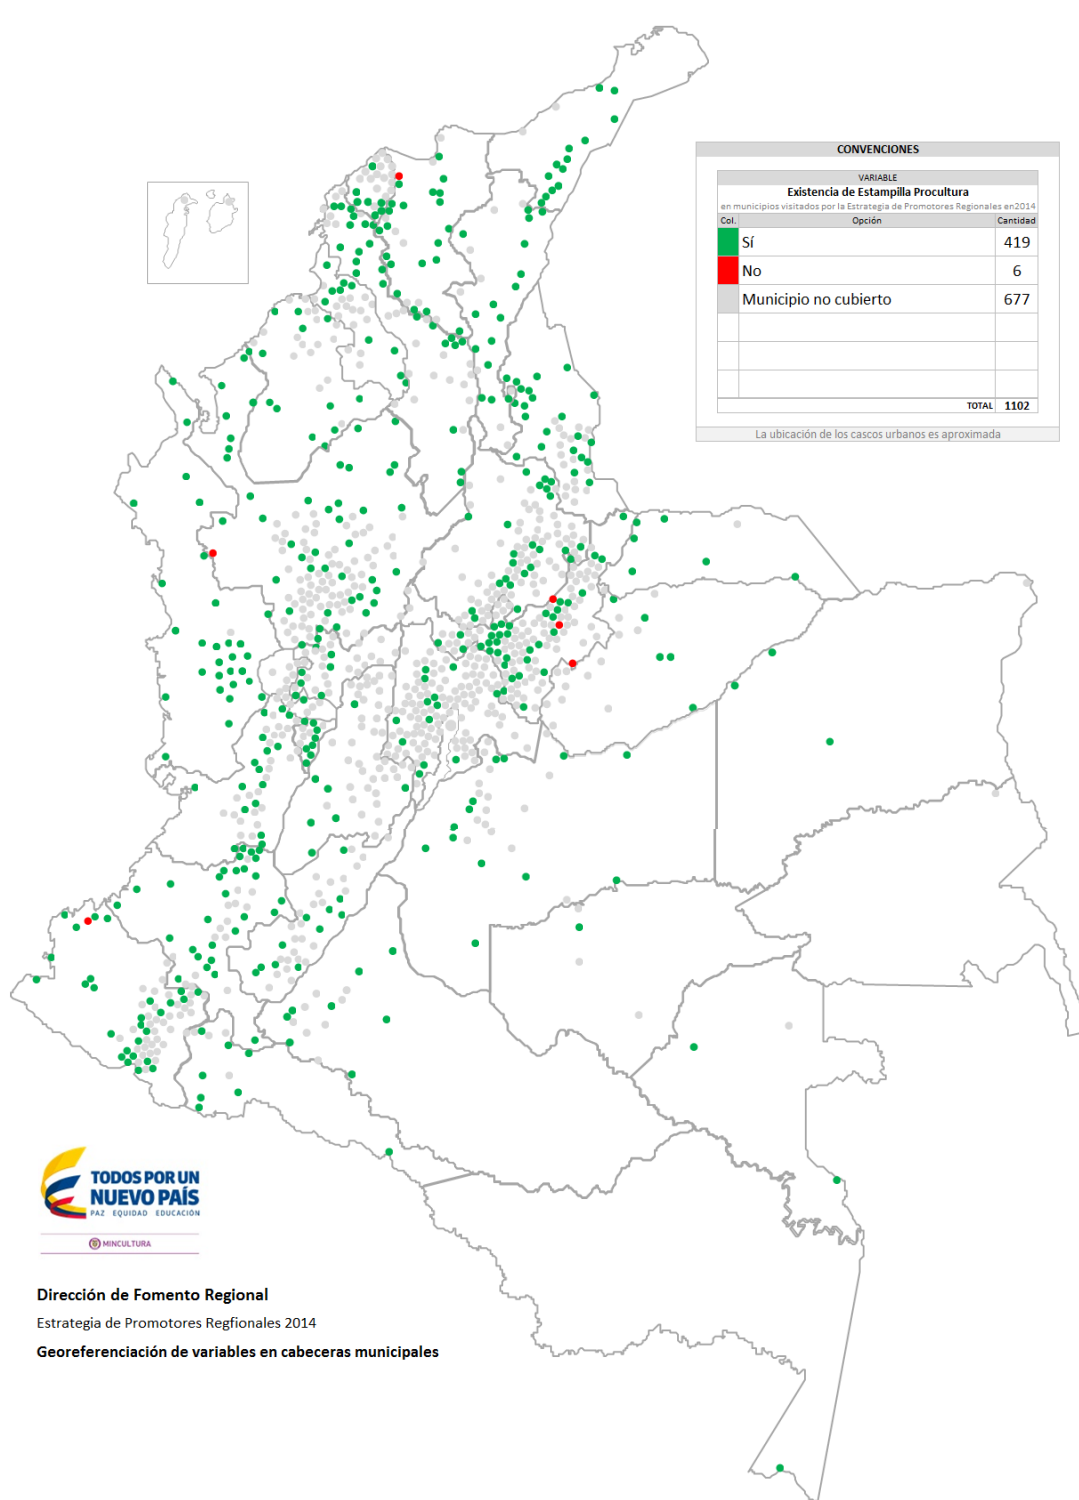 CONVENCIONES
VARIABLE
Existencia de Estampilla Procultura
en municipios visitados por la Estrategia de Promotores Regionales en2014
Col. Opción Cantidad
Sí 419
No 6
Municipio no cubierto 677
TOTAL 1102
La ubicación de los cascos urbanos es aproximada
TODOS POR UN
NUEVO PAÍS
PAZ EQUIDAD EDUCACIÓN
MINCULTURA
Dirección de Fomento Regional
Estrategia de Promotores Regfionales 2014
Georeferenciación de variables en cabeceras municipales